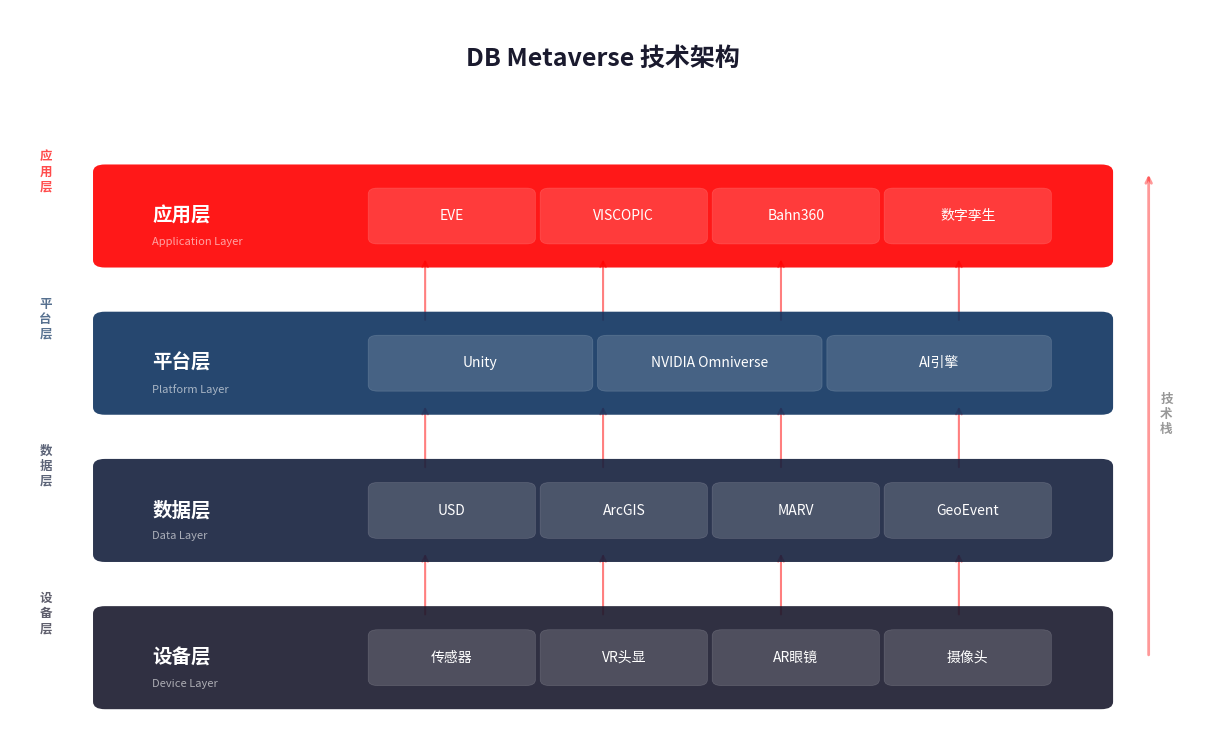 DB Metaverse 技术架构
应用层
应用层
Application Layer
EVE
VISCOPIC
Bahn360
数字孪生
平台层
平台层
Platform Layer
Unity
NVIDIA Omniverse
AI引擎
技术栈
数据层
数据层
Data Layer
USD
ArcGIS
MARV
GeoEvent
设备层
设备层
Device Layer
传感器
VR头显
AR眼镜
摄像头